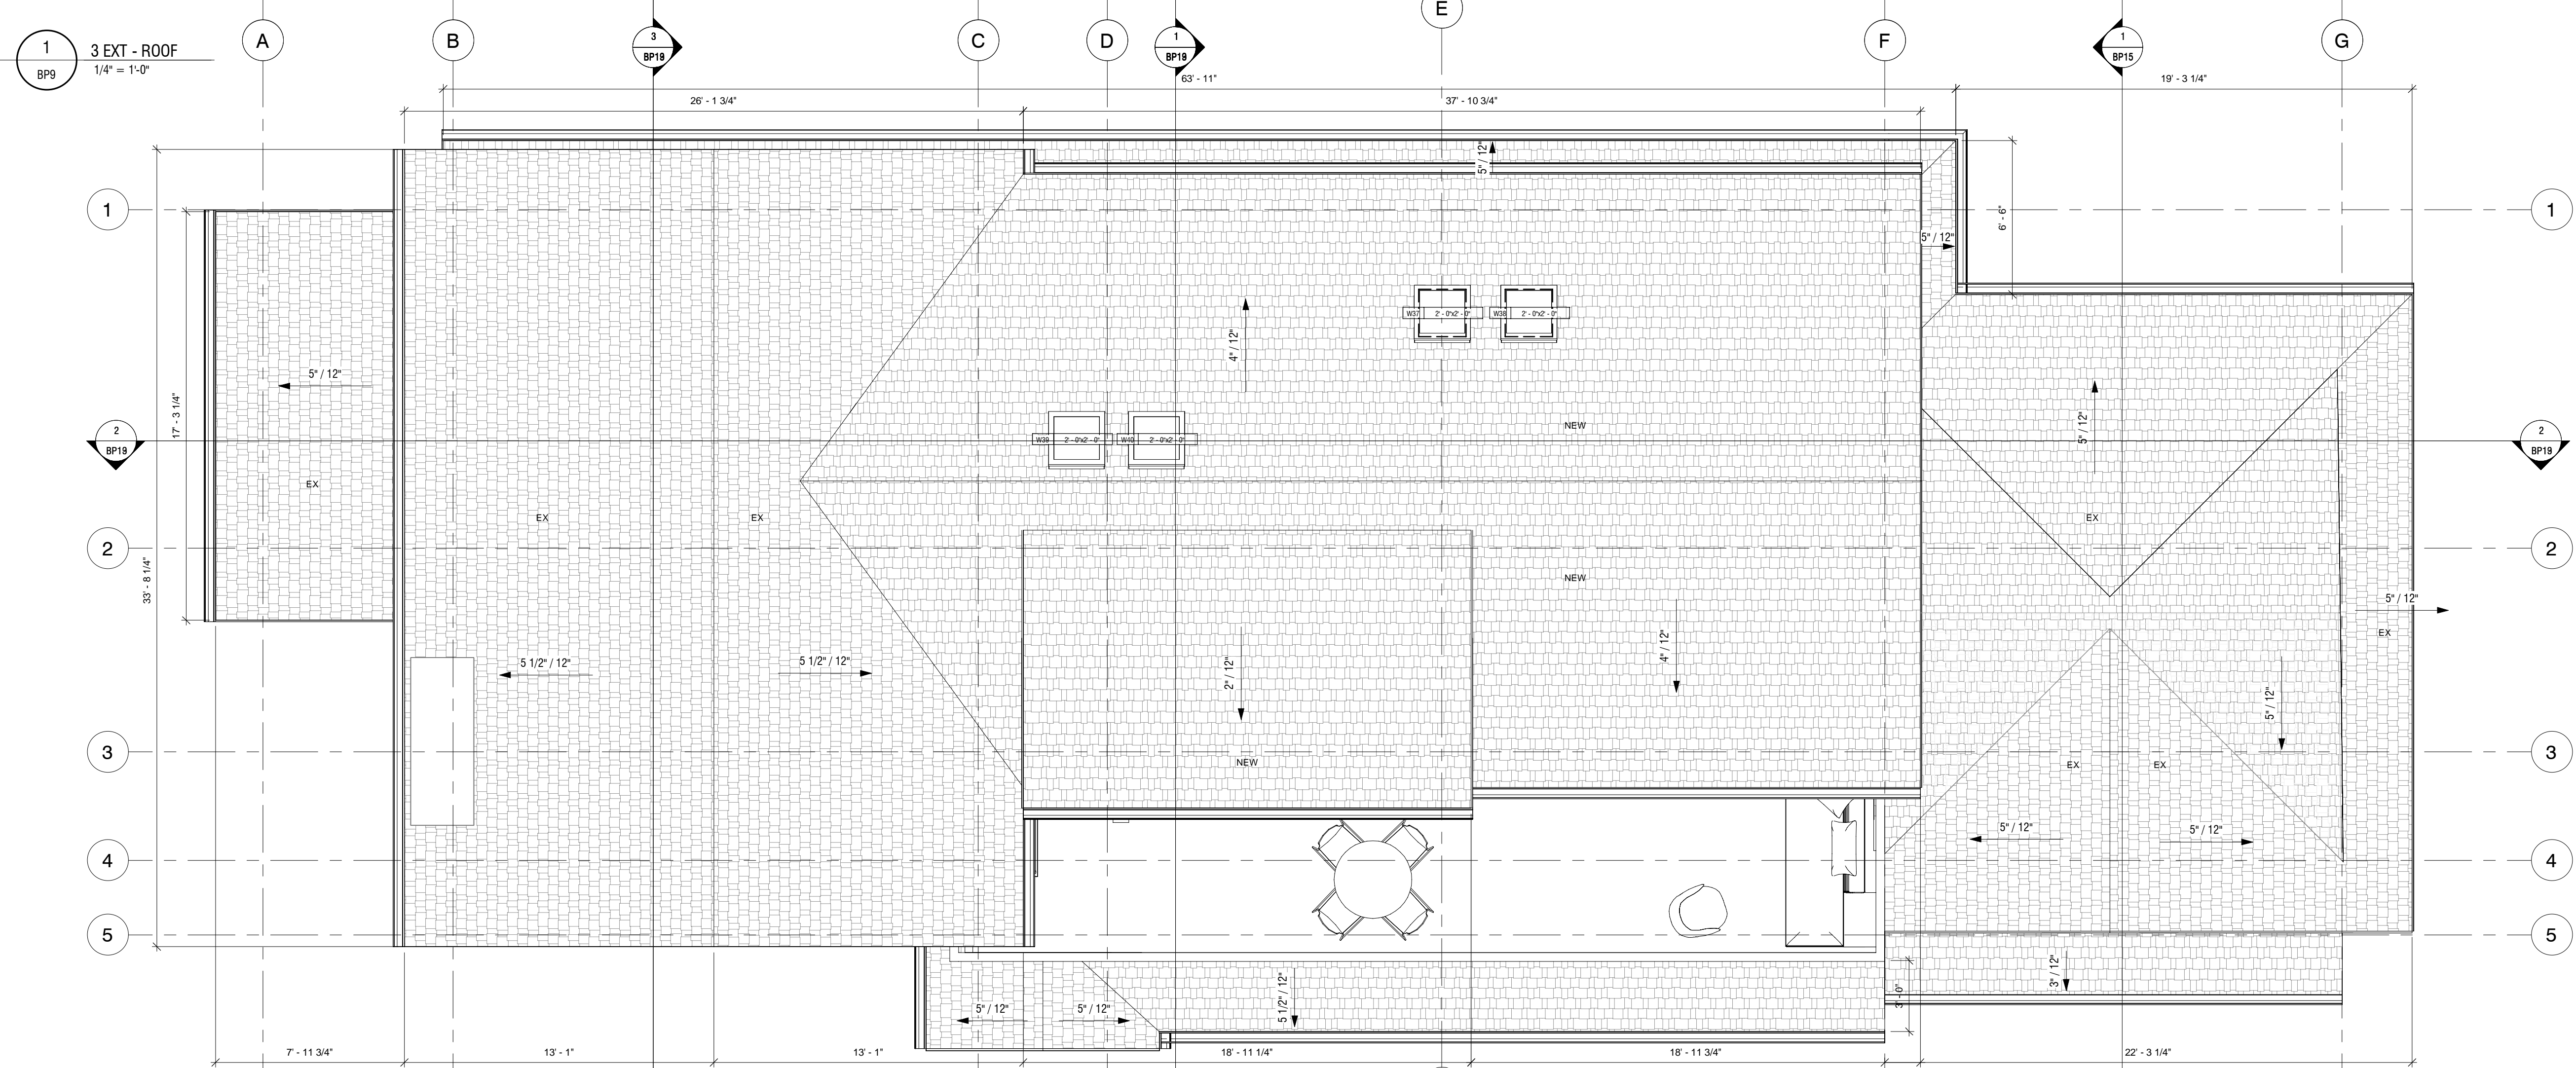 1
BP9
3 EXT - ROOF
1/4" = 1'-0"
A
B
3
BP19
C
D
1
BP19
E
F
1
BP15
G
63' - 11"
19' - 3 1/4"
26' - 1 3/4"
37' - 10 3/4"
5" / 12"
1
1
6' - 6"
5" / 12"
W37 2' - 0"x2' - 0"
W38 2' - 0"x2' - 0"
4" / 12"
5" / 12"
17' - 3 1/4"
5" / 12"
NEW
2
BP19
W39 2' - 0"x2' - 0"
W40 2' - 0"x2' - 0"
2
BP19
EX
EX
EX
EX
2
2
33' - 8 1/4"
NEW
5" / 12"
EX
5 1/2" / 12"
5 1/2" / 12"
2" / 12"
4" / 12"
5" / 12"
3
NEW
EX
EX
3
5" / 12"
5" / 12"
4
4
5
5
5" / 12"
5" / 12"
5 1/2" / 12"
3' - 0"
3" / 12"
7' - 11 3/4"
13' - 1"
13' - 1"
18' - 11 1/4"
18' - 11 3/4"
22' - 3 1/4"